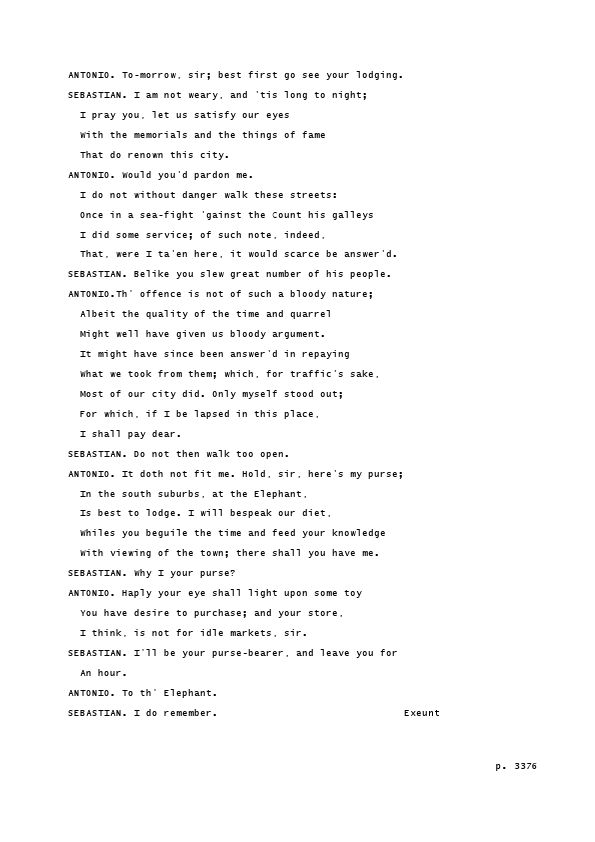 ANTONIO. To-morrow, sir; best first go see your lodging.
SEBASTIAN. I am not weary, and 'tis long to night;
I pray you, let us satisfy our eyes
With the memorials and the things of fame
That do renown this city.
ANTONIO. Would you'd pardon me.
I do not without danger walk these streets:
Once in a sea-fight 'gainst the Count his galleys
I did some service; of such note, indeed,
That, were I ta'en here, it would scarce be answer'd.
SEBASTIAN. Belike you slew great number of his people.
ANTONIO.Th' offence is not of such a bloody nature;
Albeit the quality of the time and quarrel
Might well have given us bloody argument.
It might have since been answer'd in repaying
What we took from them; which, for traffic's sake,
Most of our city did. Only myself stood out;
For which, if I be lapsed in this place,
I shall pay dear.
SEBASTIAN. Do not then walk too open.
ANTONIO. It doth not fit me. Hold, sir, here's my purse;
In the south suburbs, at the Elephant,
Is best to lodge. I will bespeak our diet,
Whiles you beguile the time and feed your knowledge
With viewing of the town; there shall you have me.
SEBASTIAN. Why I your purse?
ANTONIO. Haply your eye shall light upon some toy
You have desire to purchase; and your store,
I think, is not for idle markets, sir.
SEBASTIAN. I'll be your purse-bearer, and leave you for
An hour.
ANTONIO. To th' Elephant.
SEBASTIAN. I do remember. Exeunt
p. 3376